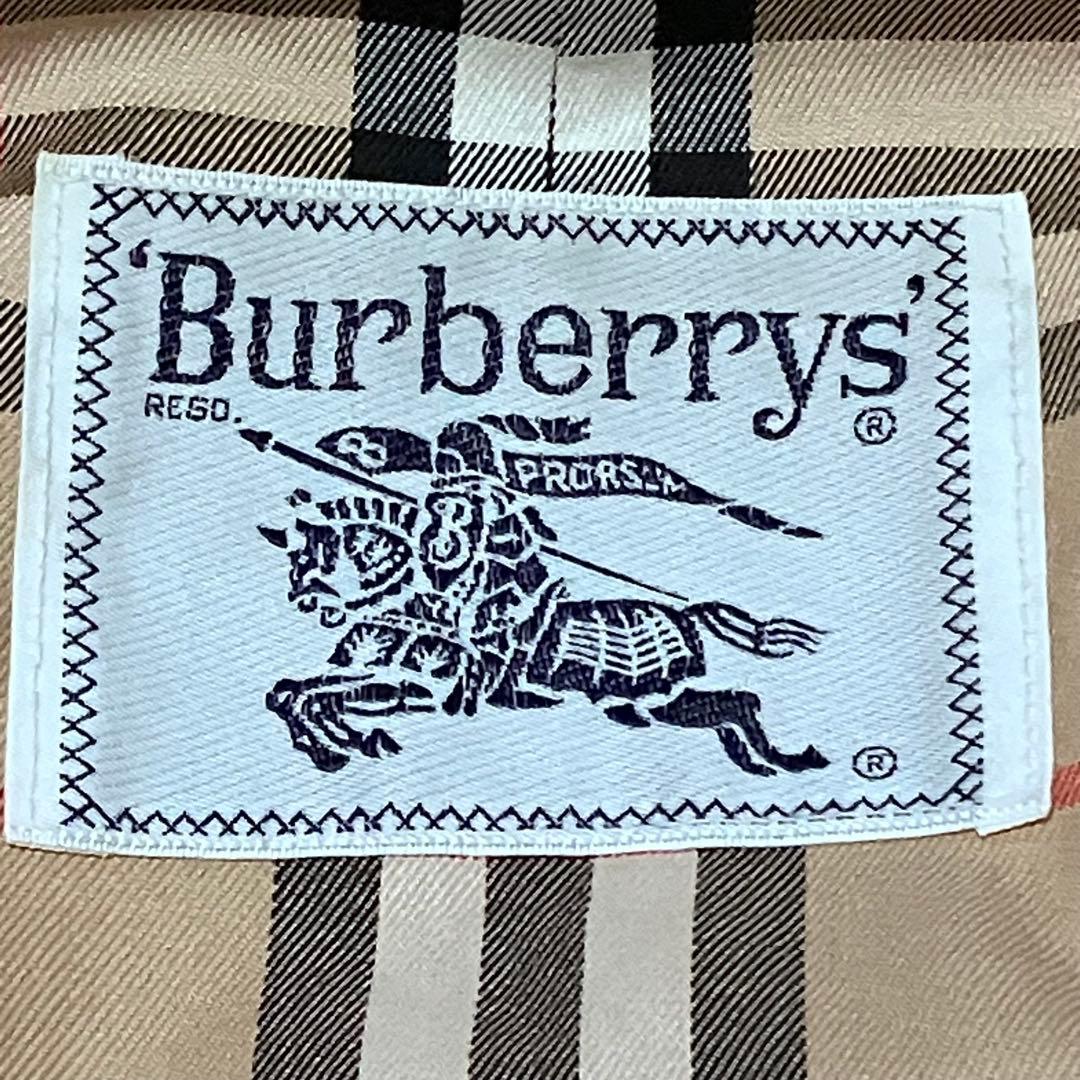 'Burberrys'
REGD.
®
B PRORSUM
B
®